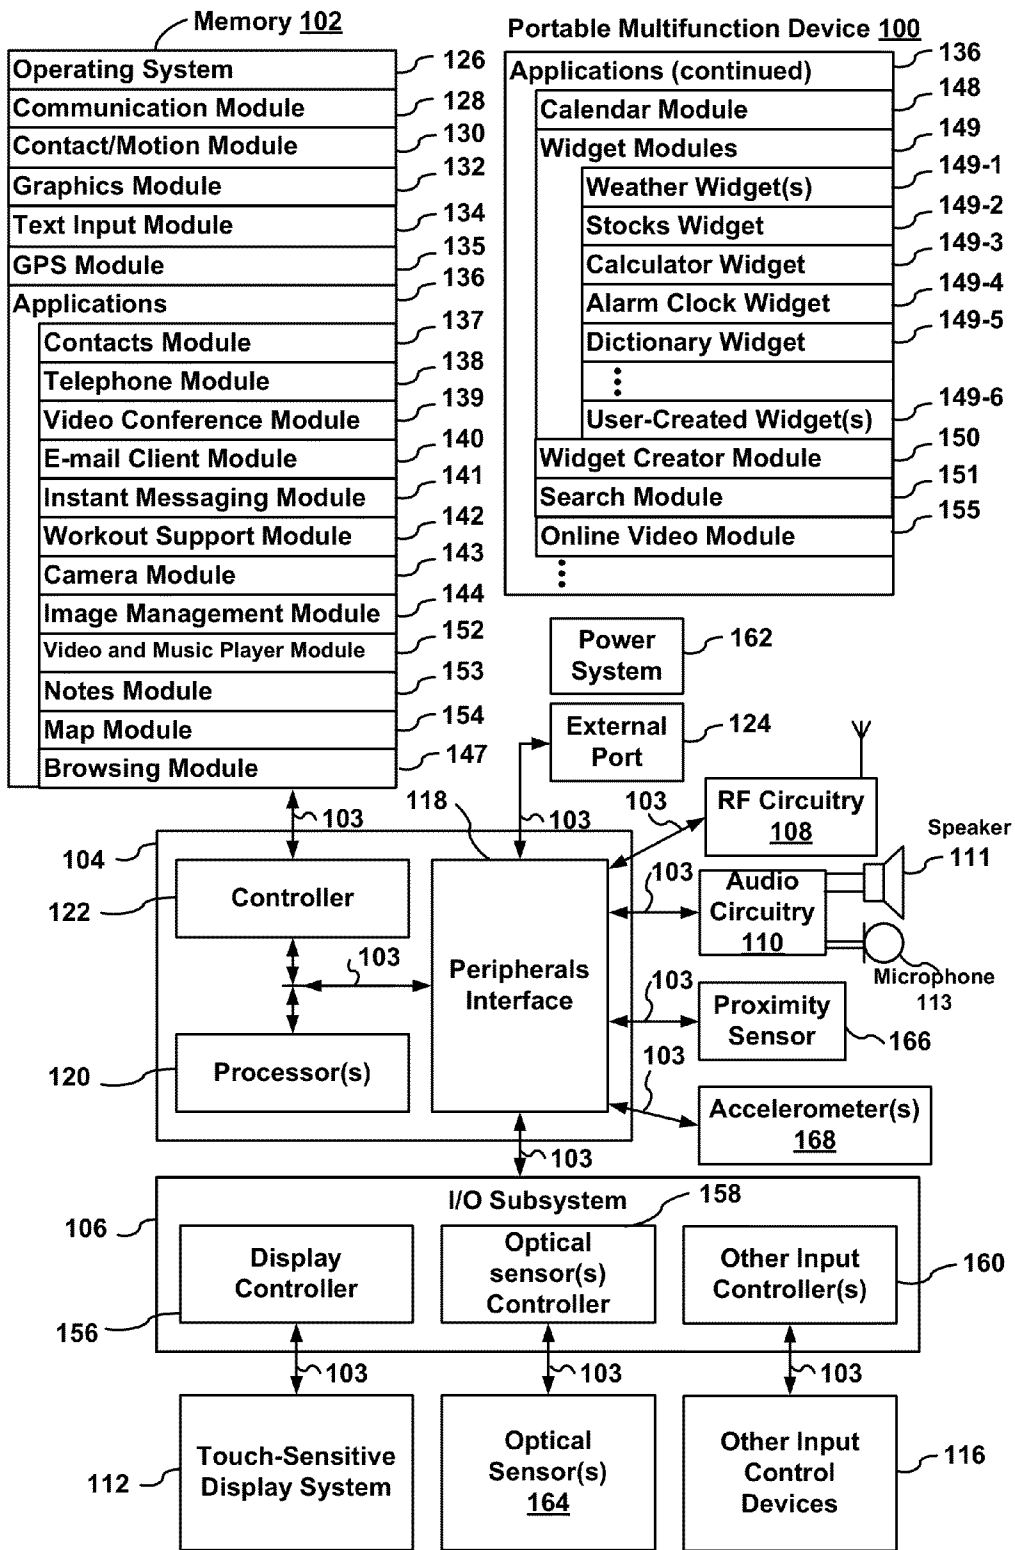 Memory 102
Operating System 126
Communication Module 128
Contact/Motion Module 130
Graphics Module 132
Text Input Module 134
GPS Module 135
Applications 136
Contacts Module 137
Telephone Module 138
Video Conference Module 139
E-mail Client Module 140
Instant Messaging Module 141
Workout Support Module 142
Camera Module 143
Image Management Module 144
Video and Music Player Module 152
Notes Module 153
Map Module 154
Browsing Module 147
Portable Multifunction Device 100
Applications (continued) 136
Calendar Module 148
Widget Modules 149
Weather Widget(s) 149-1
Stocks Widget 149-2
Calculator Widget 149-3
Alarm Clock Widget 149-4
Dictionary Widget 149-5
User-Created Widget(s) 149-6
Widget Creator Module 150
Search Module 151
Online Video Module 155
Power
System
162
External
Port
124
103
118
103
103
RF Circuitry
108
104
Controller
122
103
Audio
Circuitry
110
Speaker
111
Microphone
113
103
Peripherals
Interface
103
Proximity
Sensor
166
Processor(s)
120
103
Accelerometer(s)
168
103
I/O Subsystem
106
Display
Controller
156
158
Optical
sensor(s)
Controller
Other Input
Controller(s)
160
103
103
103
Touch-Sensitive
Display System
112
Optical
Sensor(s)
164
Other Input
Control
Devices
116